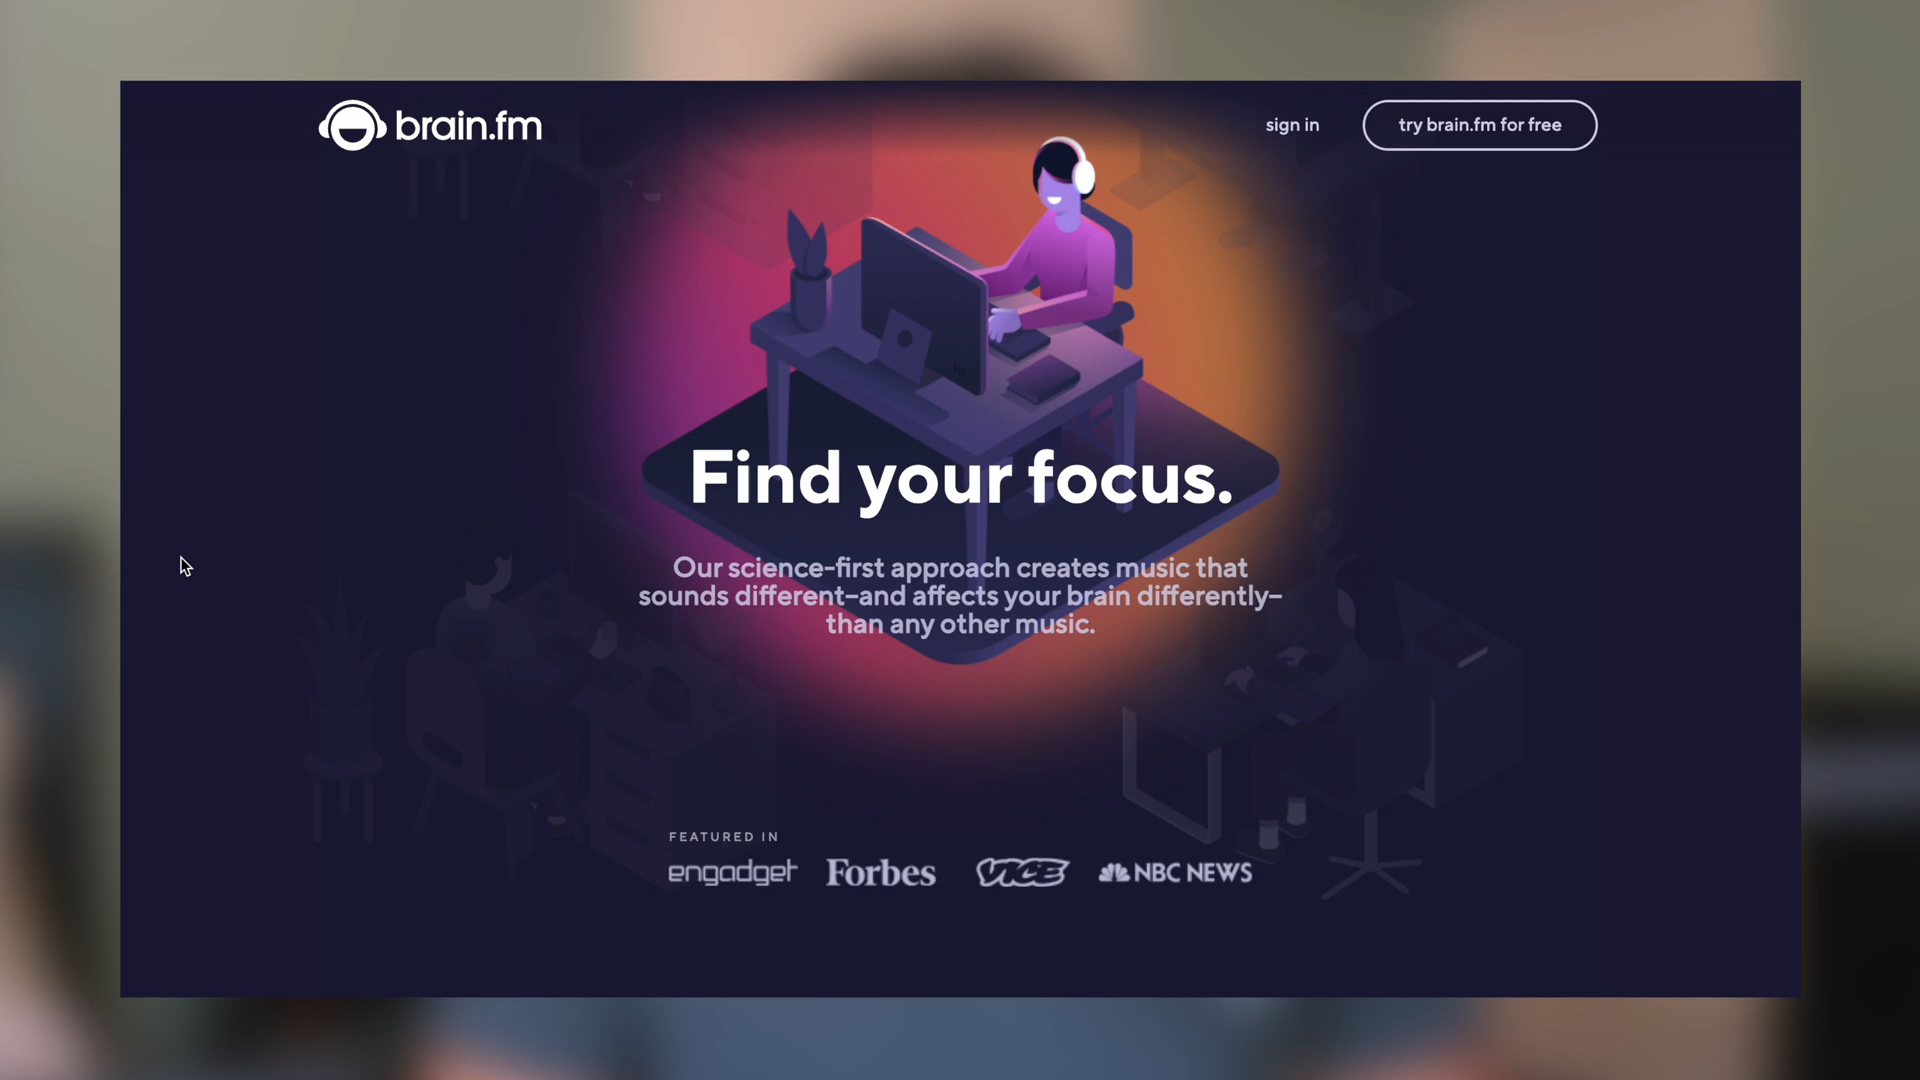 brain.fm
sign in
try brain.fm for free
Find your focus.
Our science-first approach creates music that
sounds different–and affects your brain differently–
than any other music.
FEATURED IN
engadget
Forbes
VICE
NBC NEWS